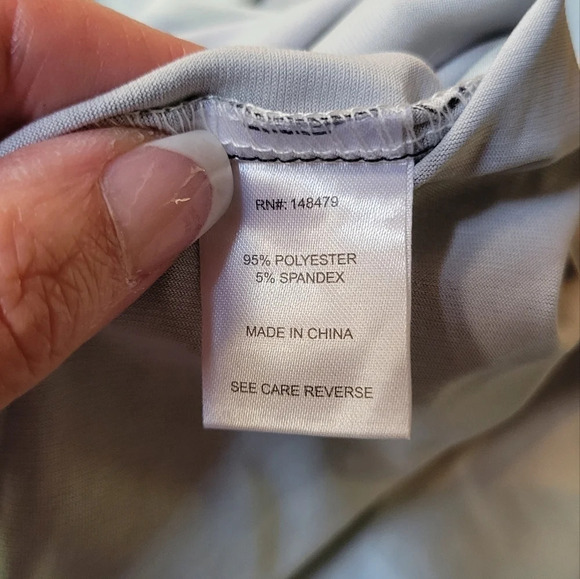 RN#: 148479
95% POLYESTER
5% SPANDEX
MADE IN CHINA
SEE CARE REVERSE